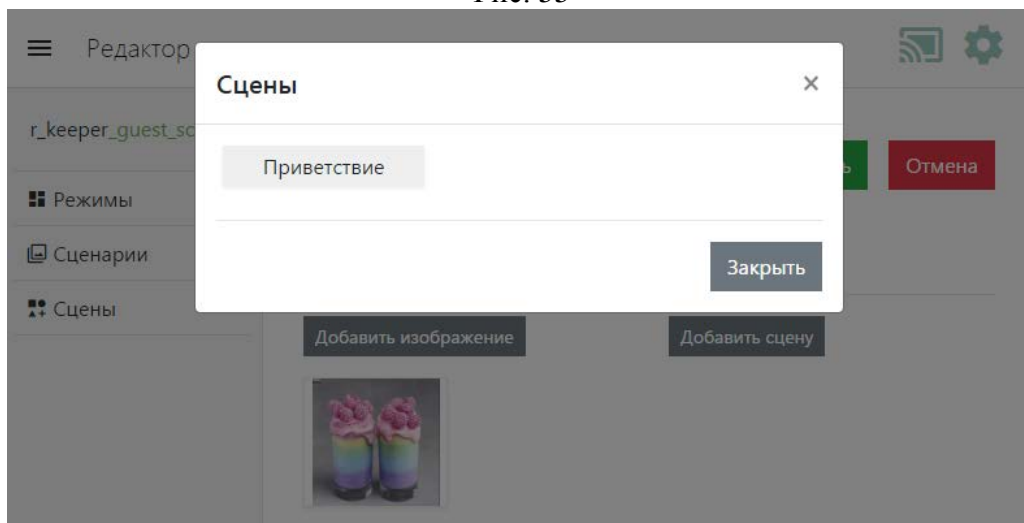 Редактор
Сцены
×
r_keeper_guest_sc
Приветствие
Отмена
Режимы
Сценарии
Закрыть
Сцены
Добавить изображение
Добавить сцену